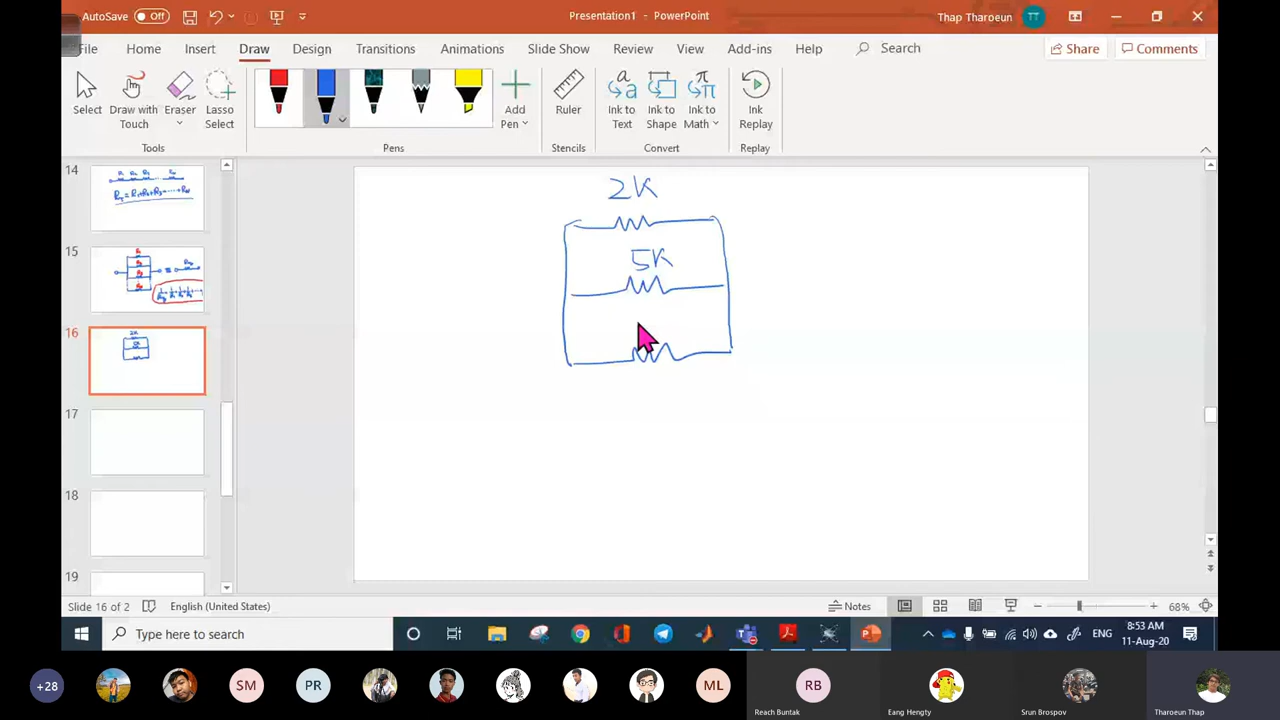 AutoSave Off
Presentation1 - PowerPoint
Thap Tharoeun TT
File Home Insert Draw Design Transitions Animations Slide Show Review View Add-ins Help Search Share Comments
Select
Draw with Touch
Eraser
Lasso Select
Add Pen
Ruler
Ink to Text
Ink to Shape
Ink to Math
Ink Replay
Tools Pens Stencils Convert Replay
14
15
16
17
18
19
2K
5K
Slide 16 of 2 English (United States) Notes 68%
Type here to search
ENG
8:53 AM
11-Aug-20
+28 SM PR ML RB
Reach Buntak
Eang Hengty
Srun Brospov
Tharoeun Thap